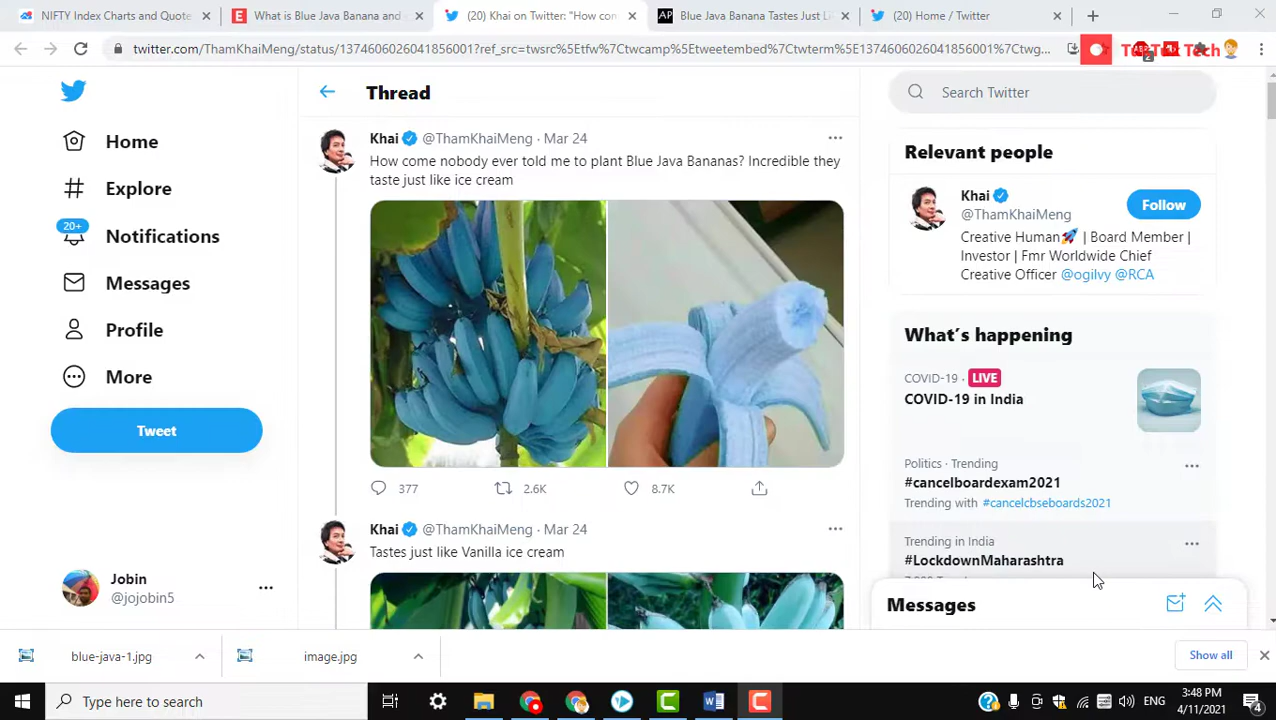 NIFTY Index Charts and Quote
What is Blue Java Banana and
(20) Khai on Twitter: "How con
Blue Java Banana Tastes Just Li
(20) Home / Twitter
twitter.com/ThamKhaiMeng/status/1374606026041856001?ref_src=twsrc%5Etfw%7Ctwcamp%5Etweetembed%7Ctwterm%5E1374606026041856001%7Ctwg...
Tech
Thread
Search Twitter
Home
Explore
20+
Notifications
Messages
Profile
More
Tweet
Jobin
@jojobin5
Khai @ThamKhaiMeng · Mar 24
How come nobody ever told me to plant Blue Java Bananas? Incredible they
taste just like ice cream
377
2.6K
8.7K
Khai @ThamKhaiMeng · Mar 24
Tastes just like Vanilla ice cream
Relevant people
Khai
@ThamKhaiMeng
Follow
Creative Human🚀 | Board Member |
Investor | Fmr Worldwide Chief
Creative Officer @ogilvy @RCA
What's happening
COVID-19 · LIVE
COVID-19 in India
Politics · Trending
#cancelboardexam2021
Trending with #cancelcbseboards2021
Trending in India
#LockdownMaharashtra
Messages
blue-java-1.jpg
image.jpg
Show all
Type here to search
ENG
3:48 PM
4/11/2021
4